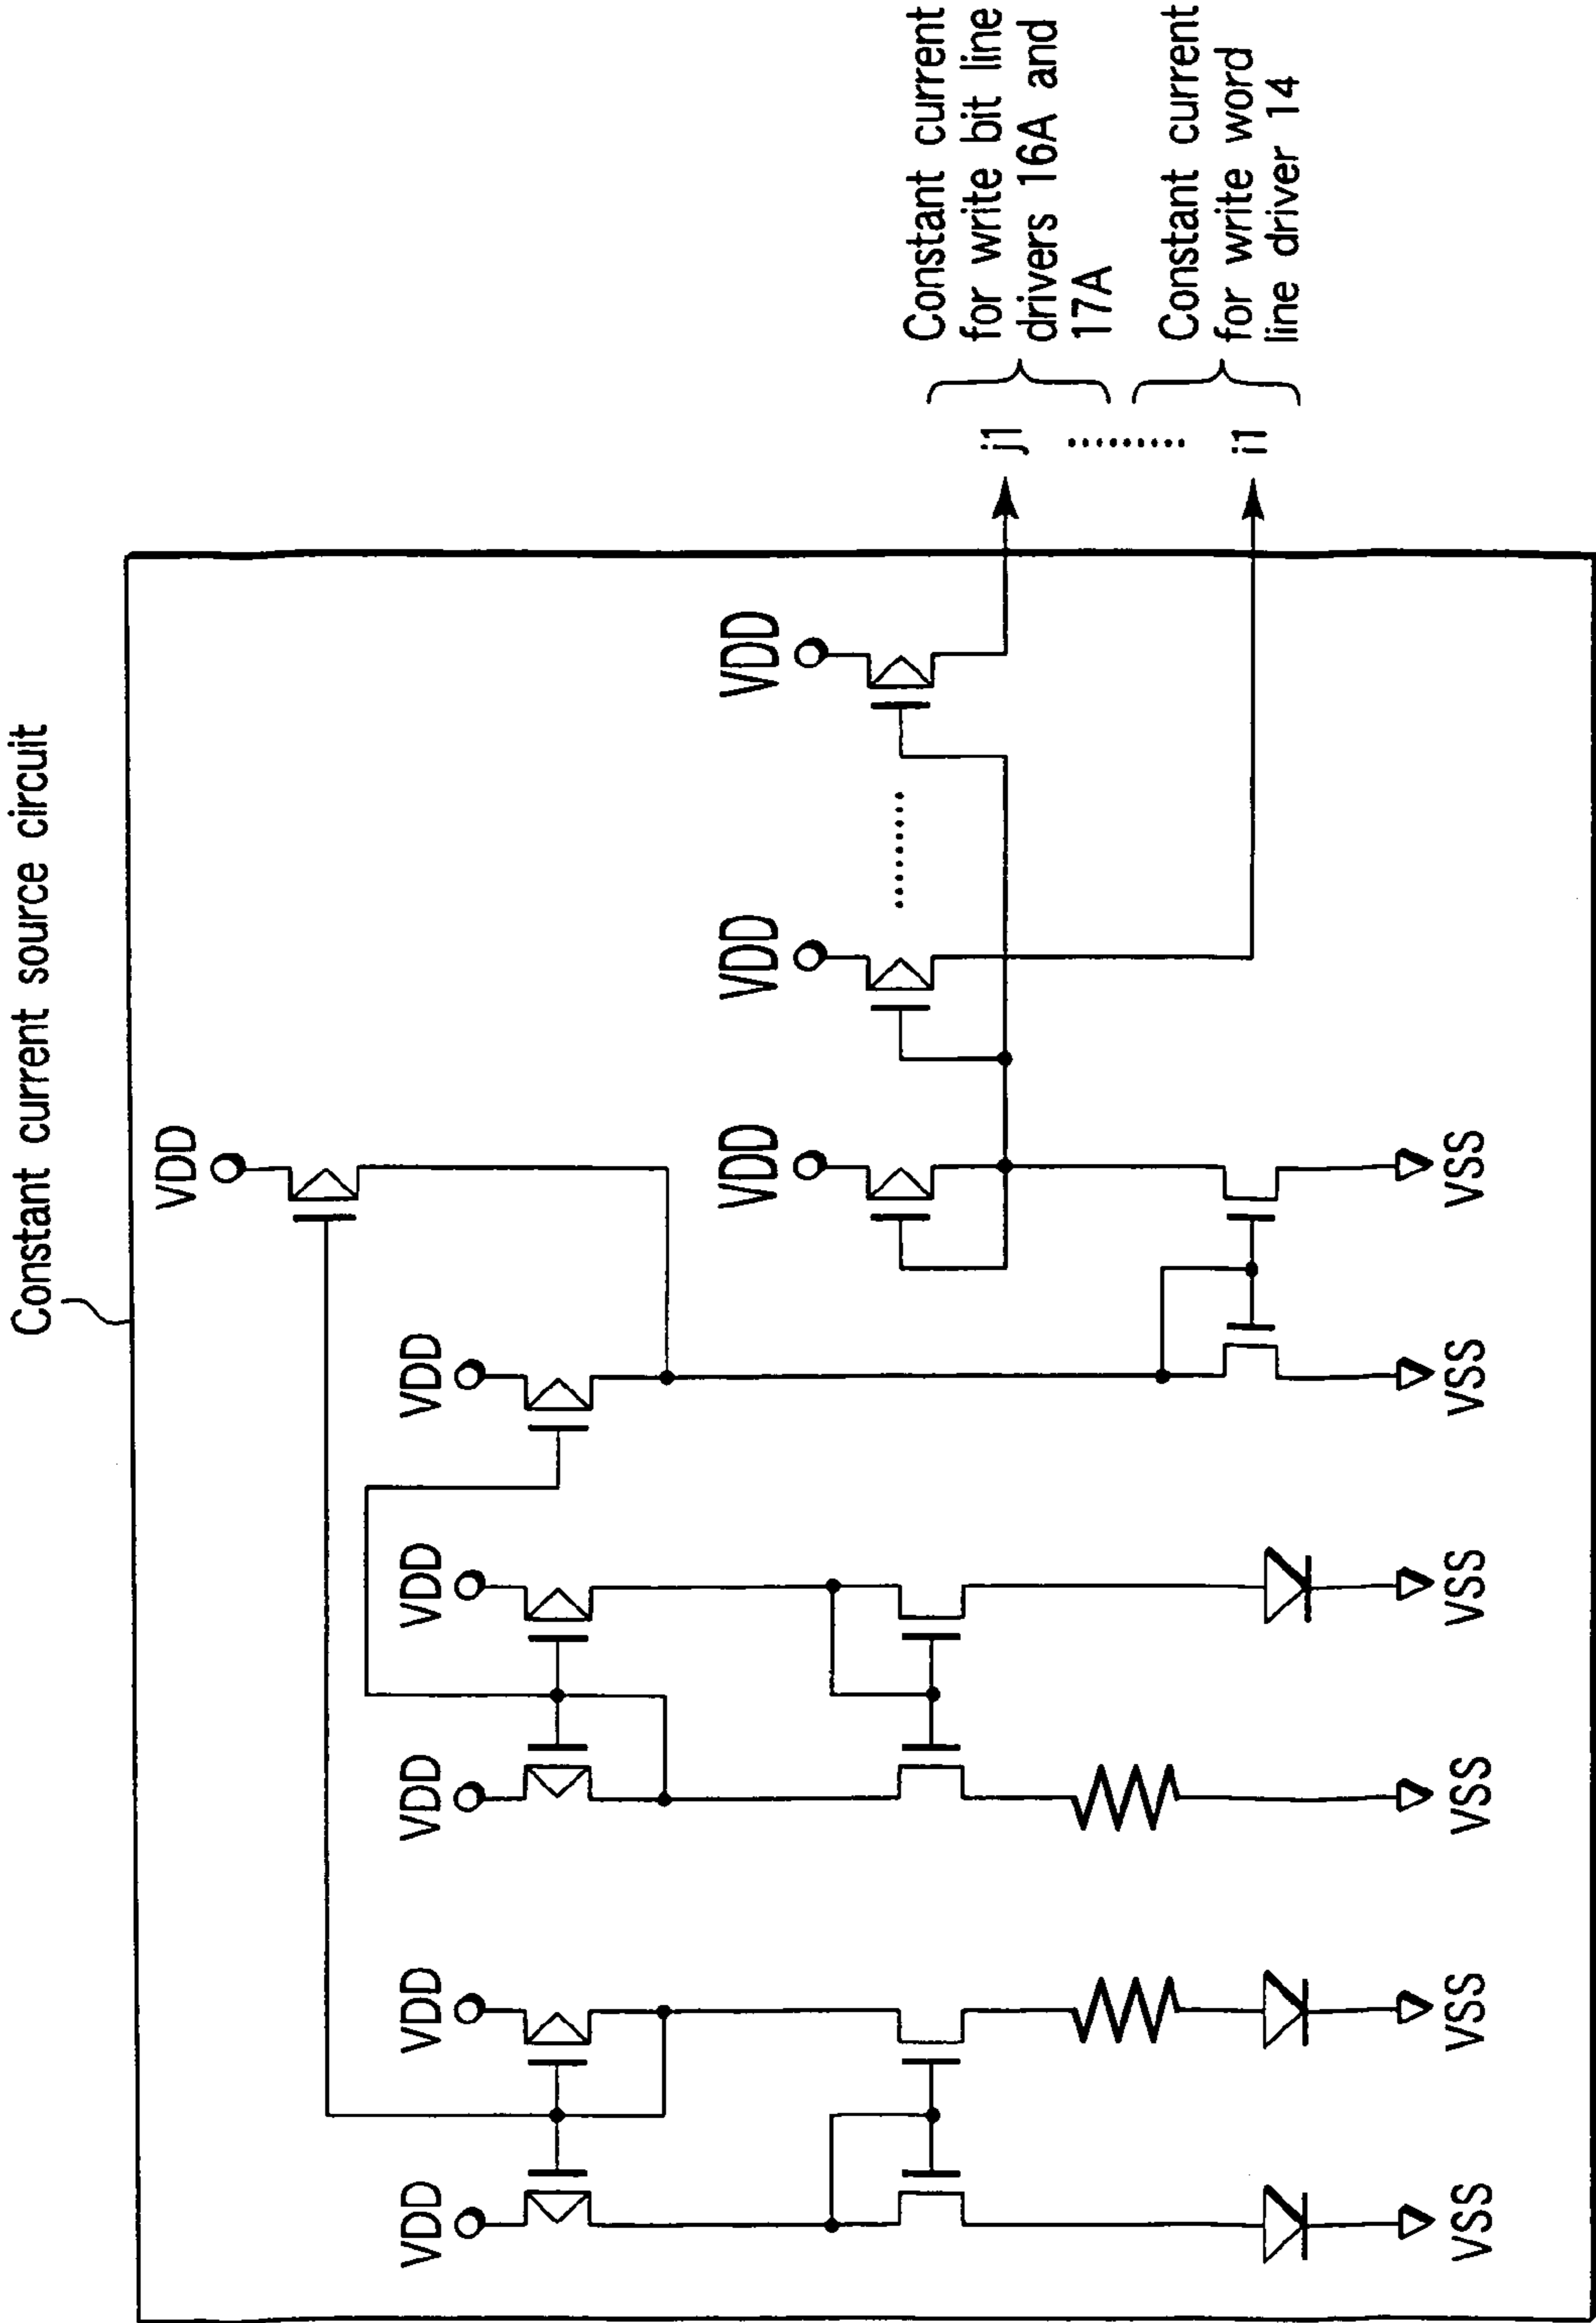 Constant current source circuit
VDD
VDD
VDD
VDD
VDD
VDD
VDD
VDD
VDD
VSS
VSS
VSS
VSS
VSS
VSS
j1
........
i1
Constant current
for write bit line
drivers 16A and
17A
Constant current
for write word
line driver 14